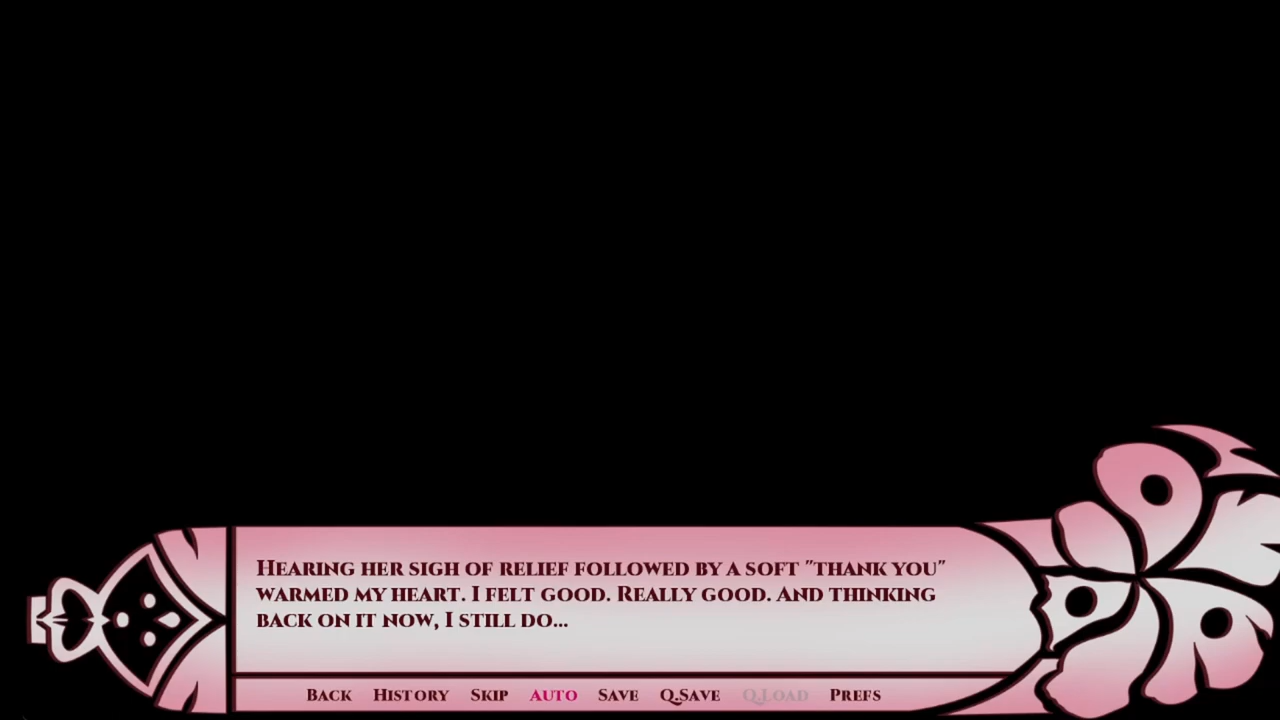 Hearing her sigh of relief followed by a soft "thank you"
warmed my heart. I felt good. Really good. And thinking
back on it now, I still do...
Back History Skip Auto Save Q.Save Q.Load Prefs